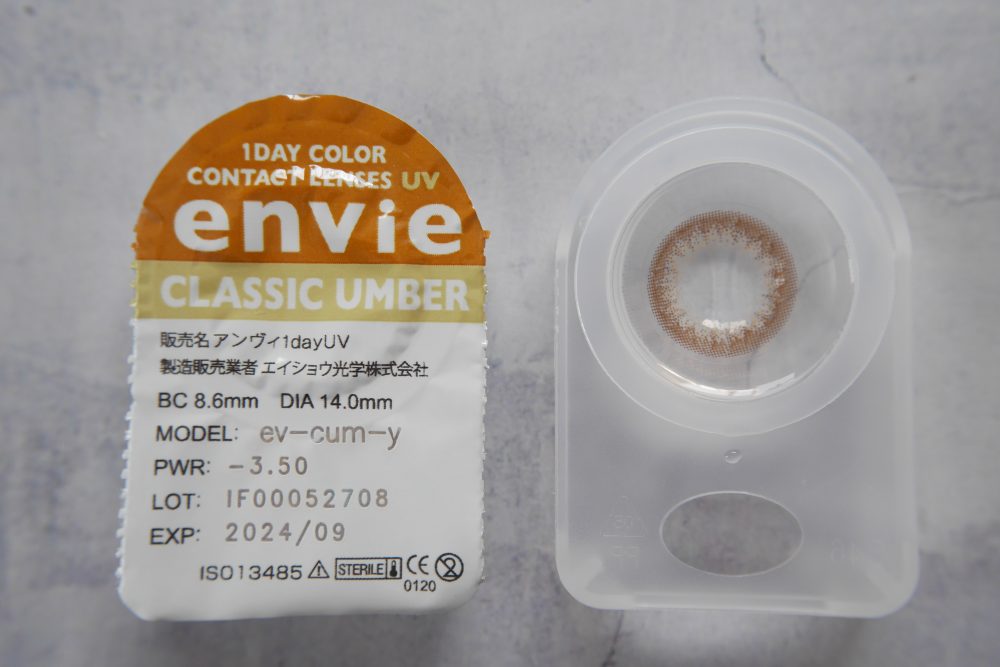 1DAY COLOR
CONTACT LENSES UV
envie
CLASSIC UMBER
販売名 アンヴィ1dayUV
製造販売業者 エイショウ光学株式会社
BC 8.6mm DIA 14.0mm
MODEL: ev-cum-y
PWR: -3.50
LOT: IF00052708
EXP: 2024/09
ISO13485 STERILE CE
0120